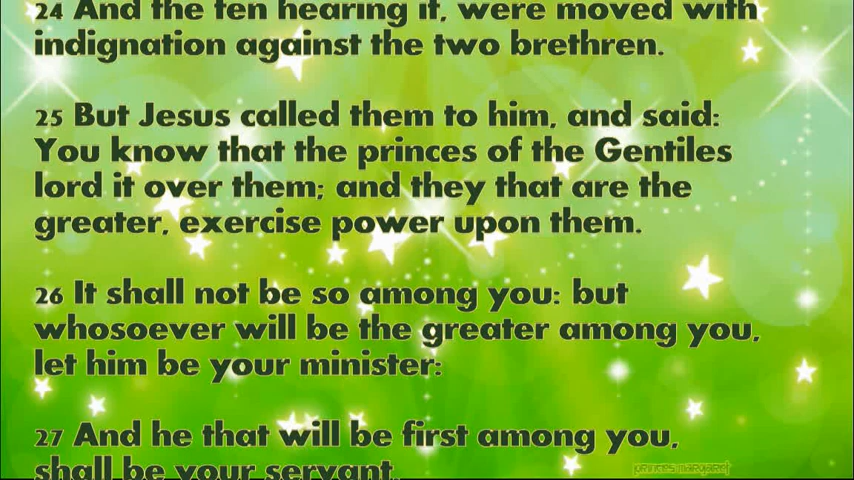 24 And the ten hearing it, were moved with
indignation against the two brethren.
25 But Jesus called them to him, and said:
You know that the princes of the Gentiles
lord it over them; and they that are the
greater, exercise power upon them.
26 It shall not be so among you: but
whosoever will be the greater among you,
let him be your minister:
27 And he that will be first among you,
shall be your servant.